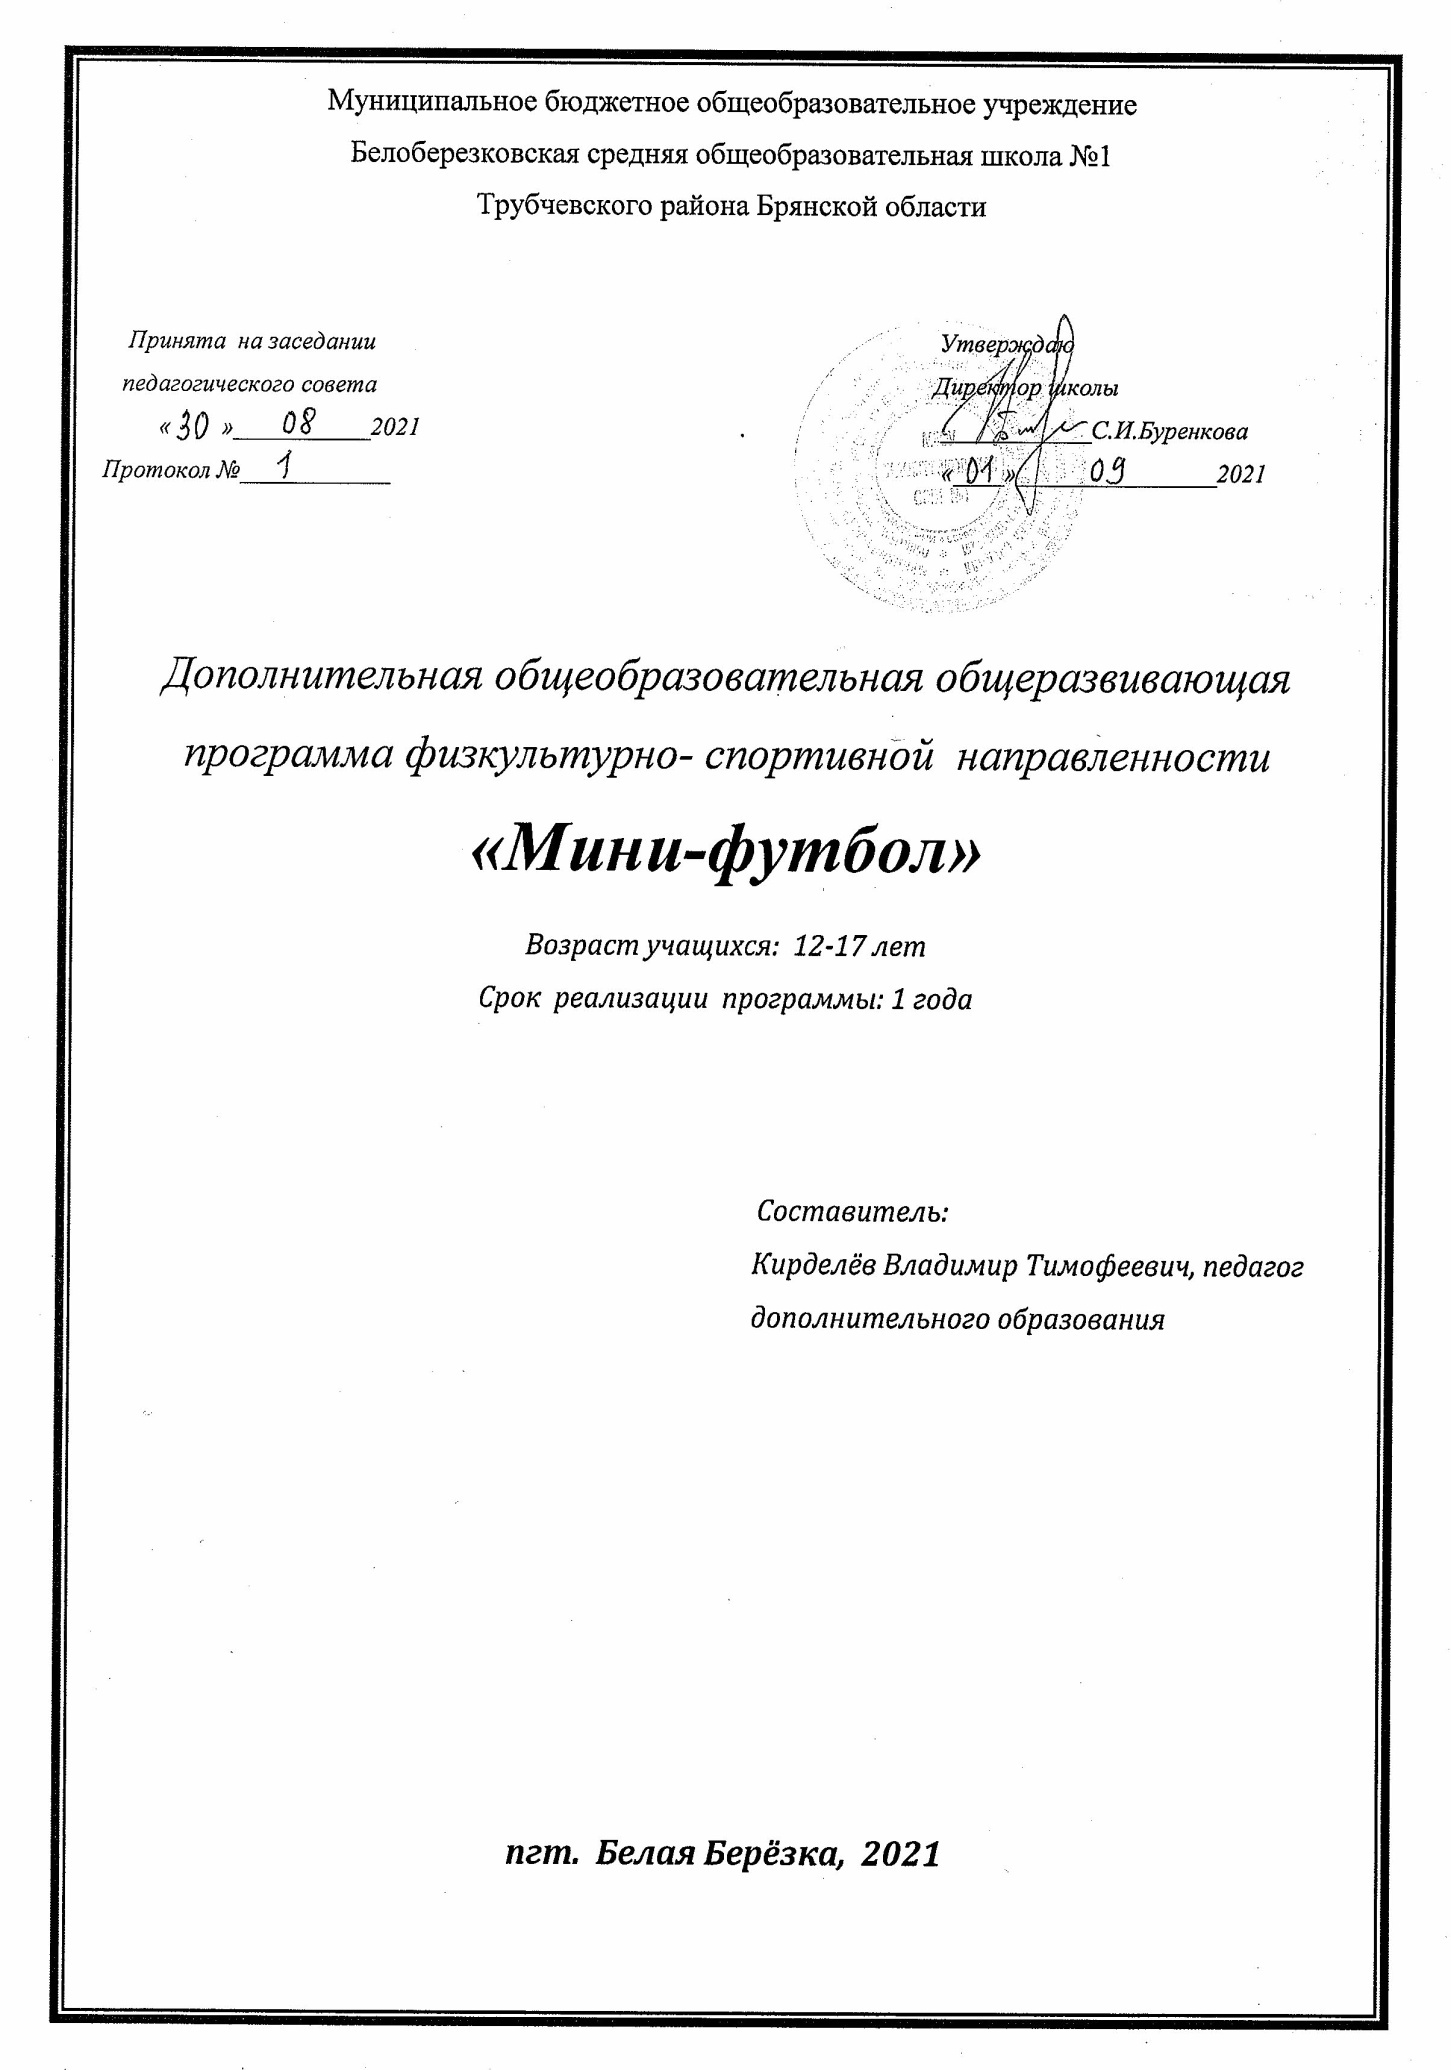 Муниципальное бюджетное общеобразовательное учреждение
Белоберезковская средняя общеобразовательная школа №1
Трубчевского района Брянской области
Принята на заседании
педагогического совета
« 30 » 08 2021
Протокол № 1
Утверждаю
Директор школы
С.И.Буренкова
« 01 » 09 2021
Дополнительная общеобразовательная общеразвивающая
программа физкультурно- спортивной направленности
«Мини-футбол»
Возраст учащихся: 12-17 лет
Срок реализации программы: 1 года
Составитель:
Кирделёв Владимир Тимофеевич, педагог
дополнительного образования
пгт. Белая Берёзка, 2021